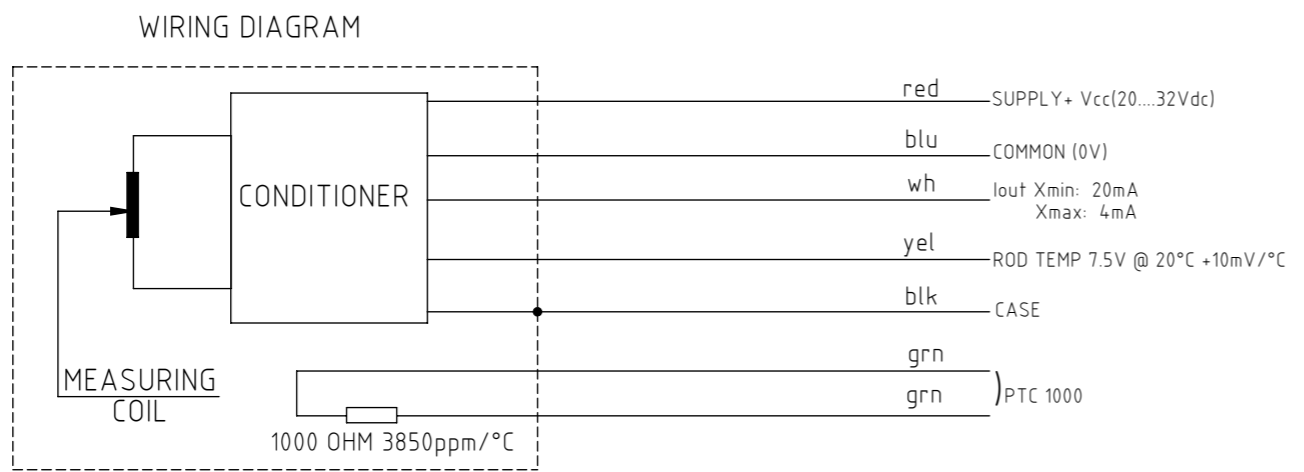 WIRING DIAGRAM
red
SUPPLY+ Vcc(20....32Vdc)
blu
COMMON (0V)
CONDITIONER
wh
Iout Xmin: 20mA
Xmax: 4mA
yel
ROD TEMP 7.5V @ 20°C +10mV/°C
blk
CASE
MEASURING
COIL
grn
grn
PTC 1000
1000 OHM 3850ppm/°C